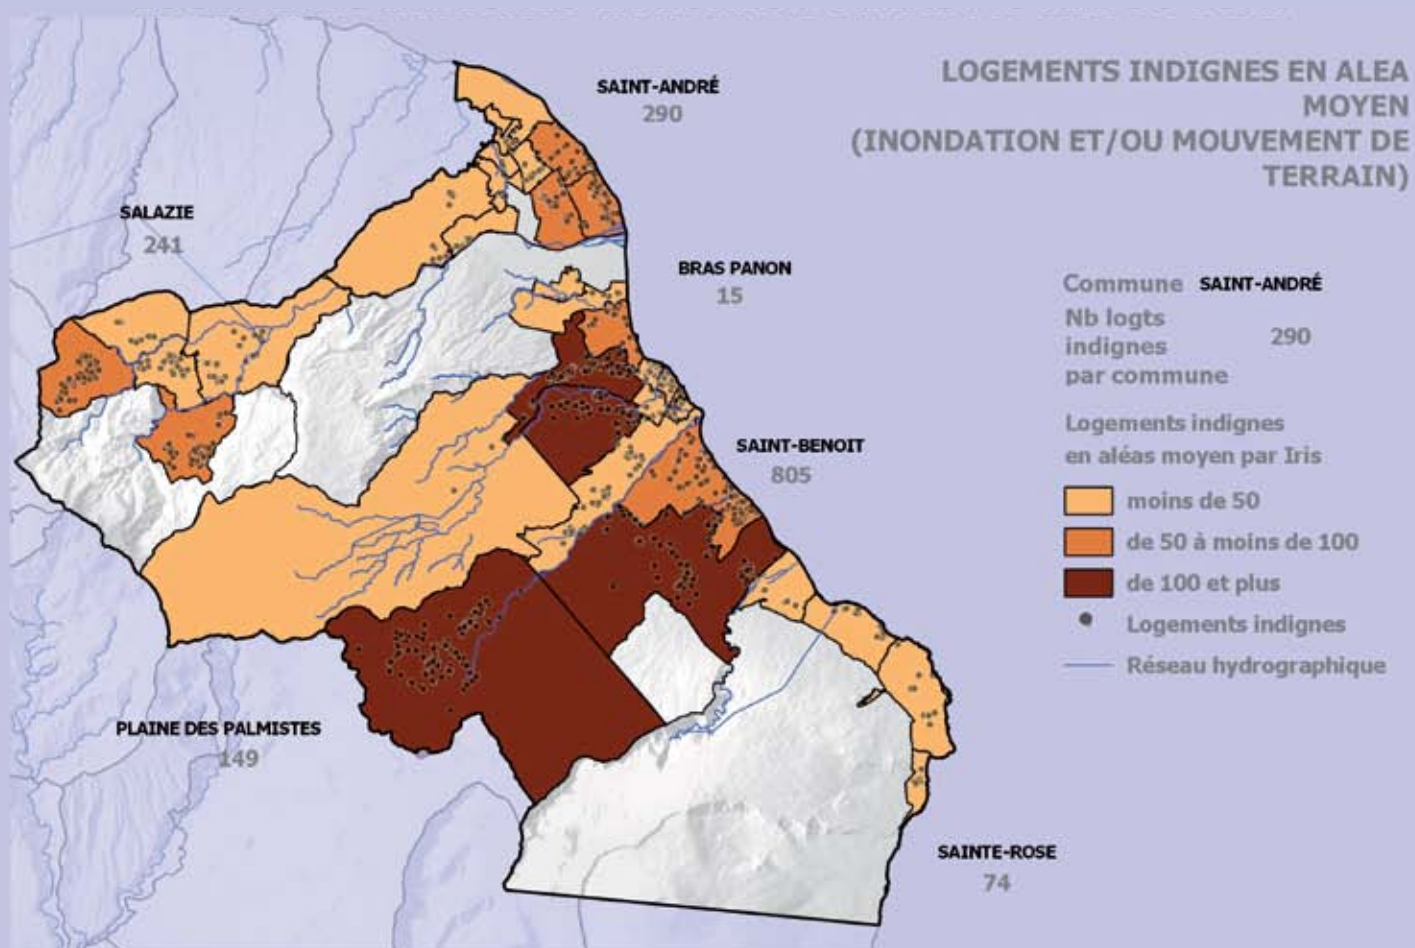 LOGEMENTS INDIGNES EN ALEA
MOYEN
(INONDATION ET/OU MOUVEMENT DE
TERRAIN)
SAINT-ANDRÉ
290
SALAZIE
241
BRAS PANON
15
SAINT-BENOIT
805
PLAINE DES PALMISTES
149
SAINTE-ROSE
74
Commune SAINT-ANDRÉ
Nb logts
indignes
par commune
290
Logements indignes
en aléas moyen par Iris
moins de 50
de 50 à moins de 100
de 100 et plus
Logements indignes
Réseau hydrographique